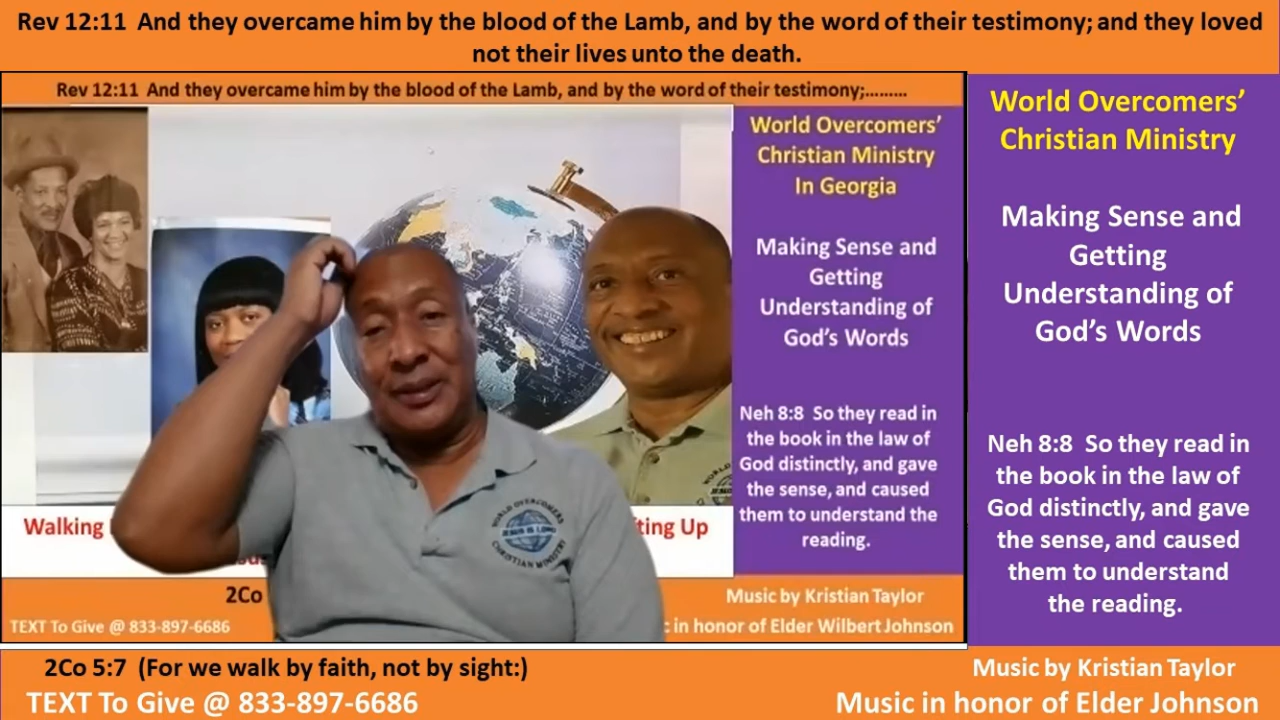 Rev 12:11 And they overcame him by the blood of the Lamb, and by the word of their testimony; and they loved
not their lives unto the death.
Rev 12:11 And they overcame him by the blood of the Lamb, and by the word of their testimony;.........
World Overcomers'
Christian Ministry
In Georgia
Making Sense and
Getting
Understanding of
God's Words
Neh 8:8 So they read in
the book in the law of
God distinctly, and gave
the sense, and caused
them to understand the
reading.
Walking
ting Up
WORLD OVERCOMERS
JESUS IS LORD
CHRISTIAN MINISTRY
2Co
Music by Kristian Taylor
TEXT To Give @ 833-897-6686
in honor of Elder Wilbert Johnson
World Overcomers'
Christian Ministry
Making Sense and
Getting
Understanding of
God's Words
Neh 8:8 So they read in
the book in the law of
God distinctly, and gave
the sense, and caused
them to understand
the reading.
2Co 5:7 (For we walk by faith, not by sight:)
Music by Kristian Taylor
TEXT To Give @ 833-897-6686
Music in honor of Elder Johnson